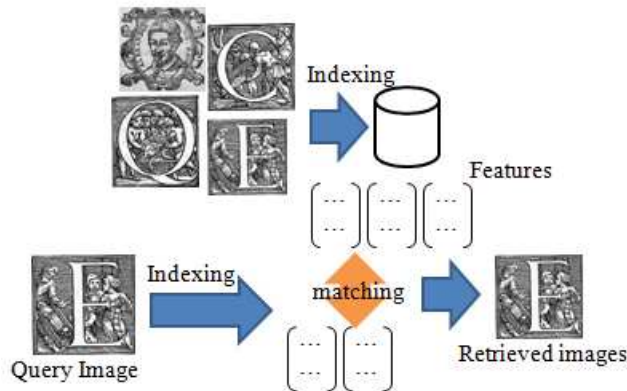 C
Indexing
Q
E
Features
... ... ...
... ... ...
E
Indexing
matching
E
... ...
... ...
Query Image
Retrieved images